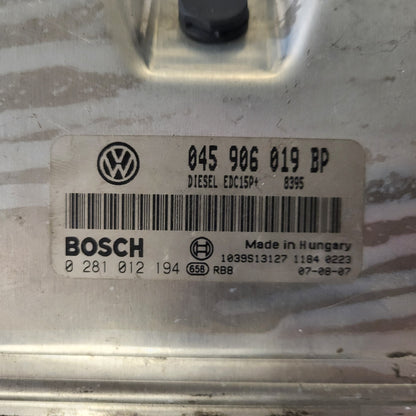 045 906 019 BP
DIESEL EDC15P+ 8395
BOSCH
Made in Hungary
1039S13127 1184 0223
0 281 012 194 658 RB8 07-08-07